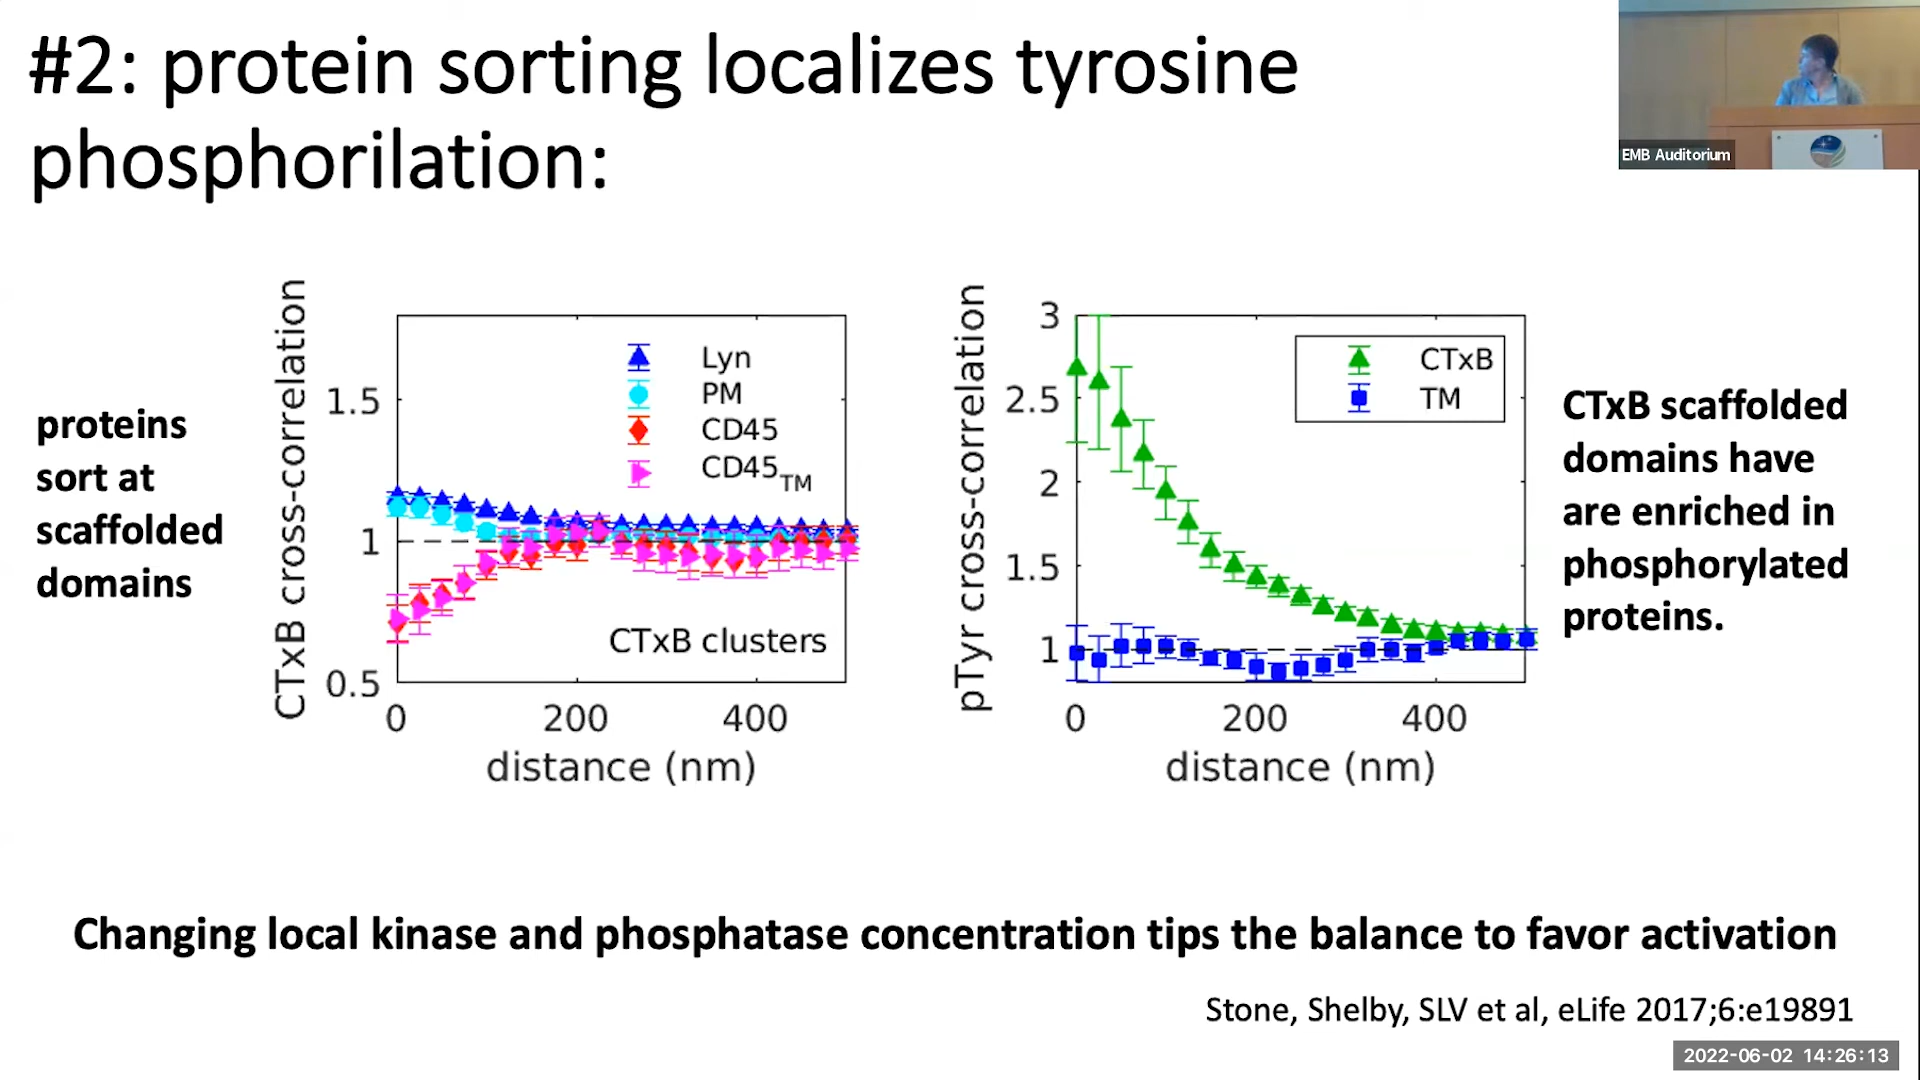 #2: protein sorting localizes tyrosine
phosphorilation:
EMB Auditorium
proteins
sort at
scaffolded
domains
CTxB cross-correlation
1.5
1
0.5
0
200
400
distance (nm)
Lyn
PM
CD45
CD45TM
CTxB clusters
pTyr cross-correlation
3
2.5
2
1.5
1
0
200
400
distance (nm)
CTxB
TM
CTxB scaffolded
domains have
are enriched in
phosphorylated
proteins.
Changing local kinase and phosphatase concentration tips the balance to favor activation
Stone, Shelby, SLV et al, eLife 2017;6:e19891
2022-06-02 14:26:13